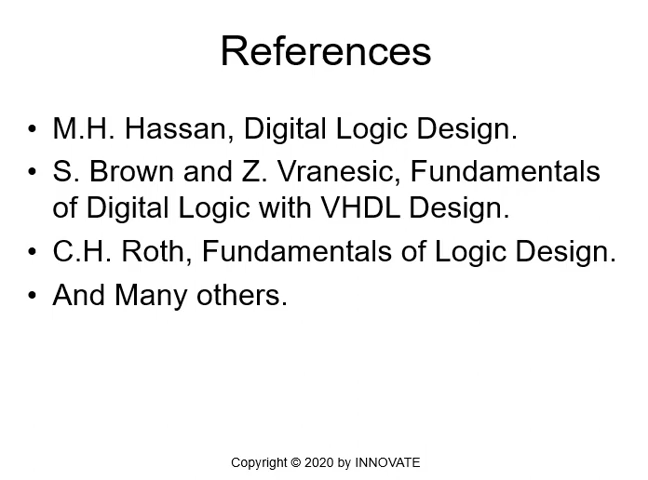 References
• M.H. Hassan, Digital Logic Design.
• S. Brown and Z. Vranesic, Fundamentals
of Digital Logic with VHDL Design.
• C.H. Roth, Fundamentals of Logic Design.
• And Many others.
Copyright © 2020 by INNOVATE